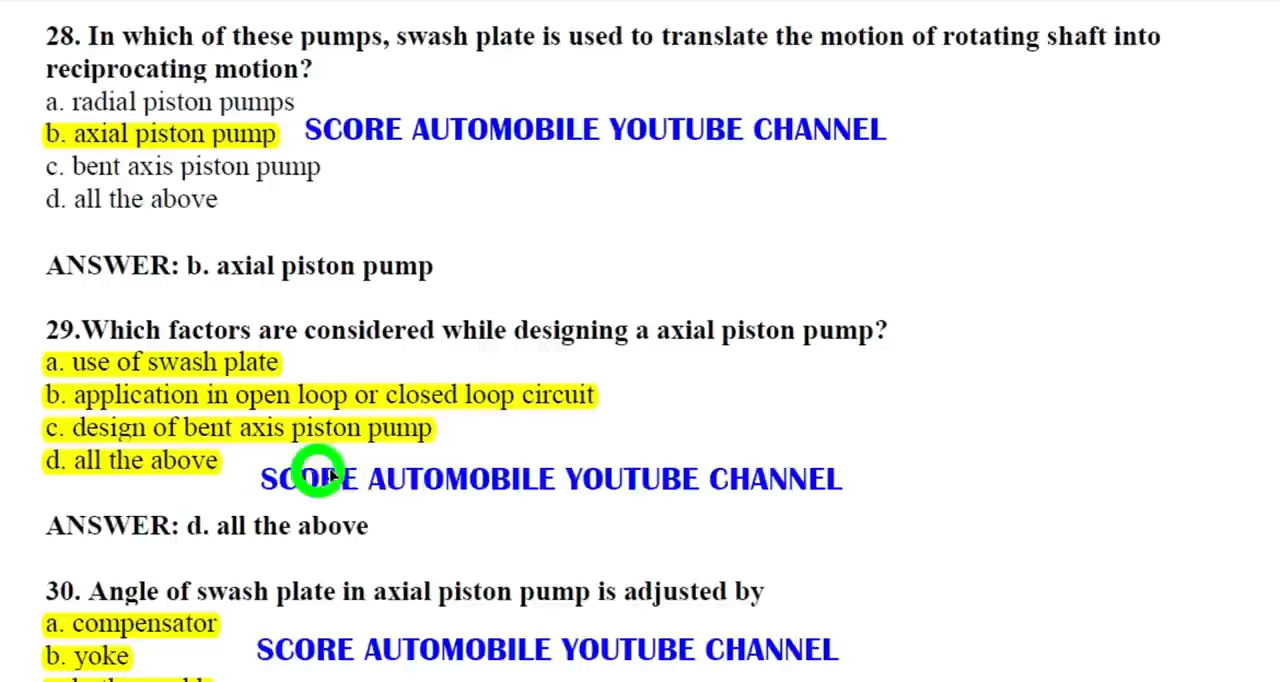 28. In which of these pumps, swash plate is used to translate the motion of rotating shaft into
reciprocating motion?
a. radial piston pumps
b. axial piston pump
SCORE AUTOMOBILE YOUTUBE CHANNEL
c. bent axis piston pump
d. all the above
ANSWER: b. axial piston pump
29.Which factors are considered while designing a axial piston pump?
a. use of swash plate
b. application in open loop or closed loop circuit
c. design of bent axis piston pump
d. all the above
SCORE AUTOMOBILE YOUTUBE CHANNEL
ANSWER: d. all the above
30. Angle of swash plate in axial piston pump is adjusted by
a. compensator
b. yoke
SCORE AUTOMOBILE YOUTUBE CHANNEL